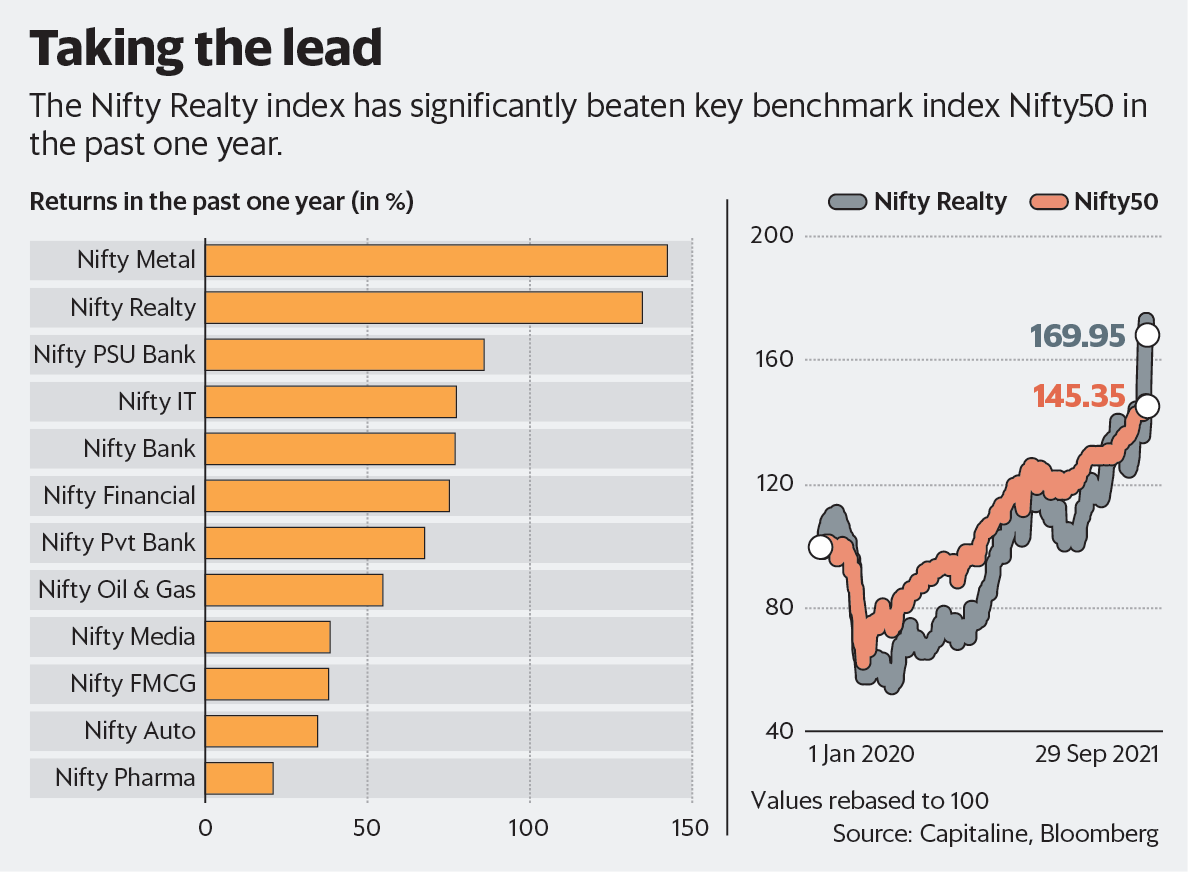 Taking the lead
The Nifty Realty index has significantly beaten key benchmark index Nifty50 in
the past one year.
Returns in the past one year (in %)
Nifty Metal
Nifty Realty
Nifty PSU Bank
Nifty IT
Nifty Bank
Nifty Financial
Nifty Pvt Bank
Nifty Oil & Gas
Nifty Media
Nifty FMCG
Nifty Auto
Nifty Pharma
0 50 100 150
Nifty Realty Nifty50
200
169.95
160
145.35
120
80
40
1 Jan 2020 29 Sep 2021
Values rebased to 100
Source: Capitaline, Bloomberg